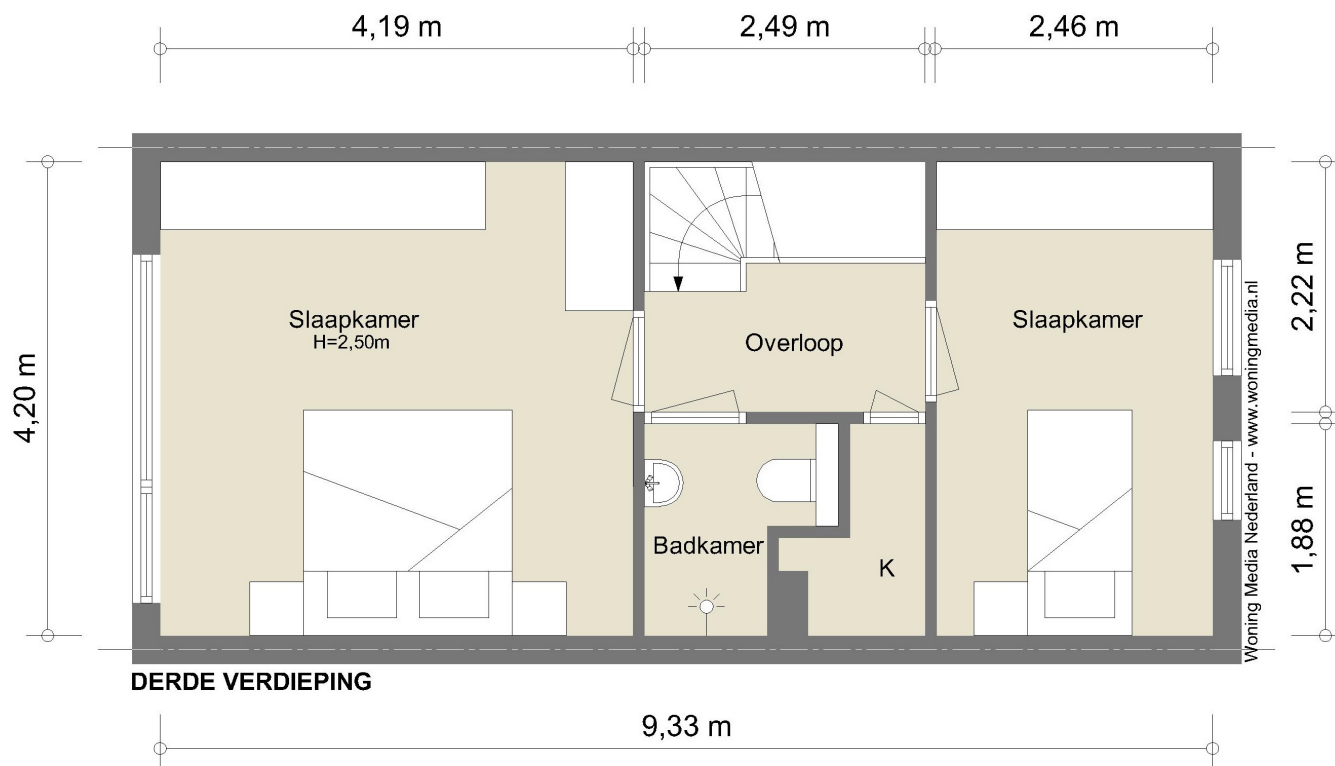 4,19 m
2,49 m
2,46 m
4,20 m
Slaapkamer
H=2,50m
Overloop
Slaapkamer
2,22 m
Badkamer
K
1,88 m
Woning Media Nederland - www.woningmedia.nl
DERDE VERDIEPING
9,33 m